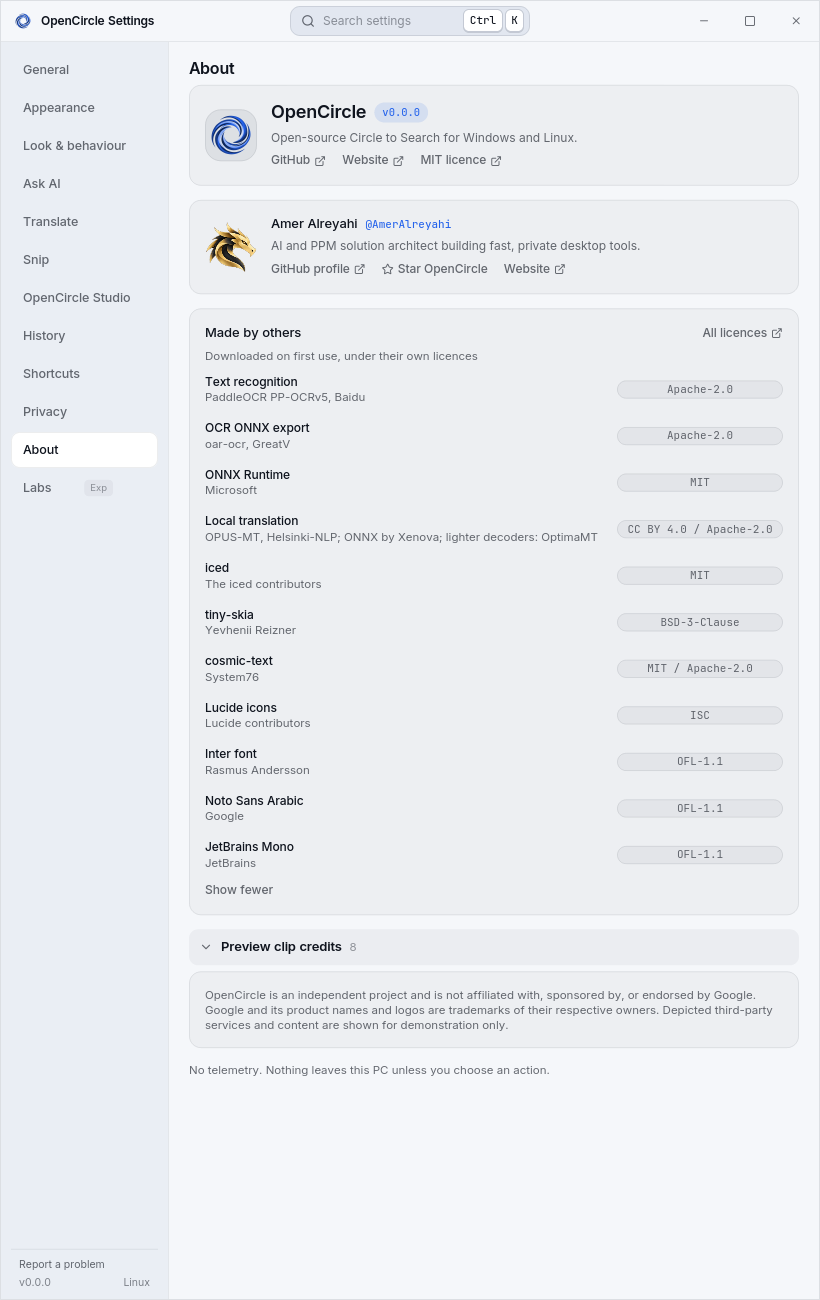 OpenCircle Settings
Search settings
Ctrl K
General
Appearance
Look & behaviour
Ask AI
Translate
Snip
OpenCircle Studio
History
Shortcuts
Privacy
About
Labs Exp
Report a problem
v0.0.0 Linux
About
OpenCircle v0.0.0
Open-source Circle to Search for Windows and Linux.
GitHub Website MIT licence
Amer Alreyahi @AmerAlreyahi
AI and PPM solution architect building fast, private desktop tools.
GitHub profile Star OpenCircle Website
Made by others All licences
Downloaded on first use, under their own licences
Text recognition
PaddleOCR PP-OCRv5, Baidu
Apache-2.0
OCR ONNX export
oar-ocr, GreatV
Apache-2.0
ONNX Runtime
Microsoft
MIT
Local translation
OPUS-MT, Helsinki-NLP; ONNX by Xenova; lighter decoders: OptimaMT
CC BY 4.0 / Apache-2.0
iced
The iced contributors
MIT
tiny-skia
Yevhenii Reizner
BSD-3-Clause
cosmic-text
System76
MIT / Apache-2.0
Lucide icons
Lucide contributors
ISC
Inter font
Rasmus Andersson
OFL-1.1
Noto Sans Arabic
Google
OFL-1.1
JetBrains Mono
JetBrains
OFL-1.1
Show fewer
Preview clip credits 8
OpenCircle is an independent project and is not affiliated with, sponsored by, or endorsed by Google.
Google and its product names and logos are trademarks of their respective owners. Depicted third-party
services and content are shown for demonstration only.
No telemetry. Nothing leaves this PC unless you choose an action.